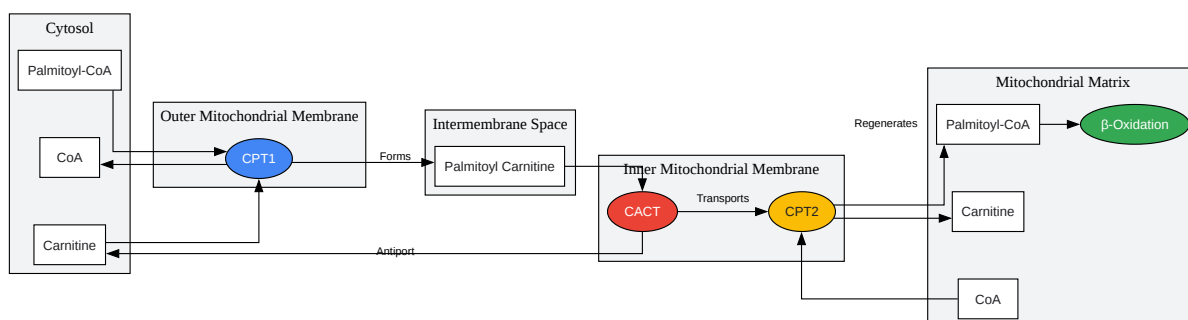 Cytosol
Palmitoyl-CoA
CoA
Carnitine
Outer Mitochondrial Membrane
CPT1
Forms
Antiport
Intermembrane Space
Palmitoyl Carnitine
Inner Mitochondrial Membrane
CACT
Transports
CPT2
Regenerates
Mitochondrial Matrix
Palmitoyl-CoA
β-Oxidation
Carnitine
CoA